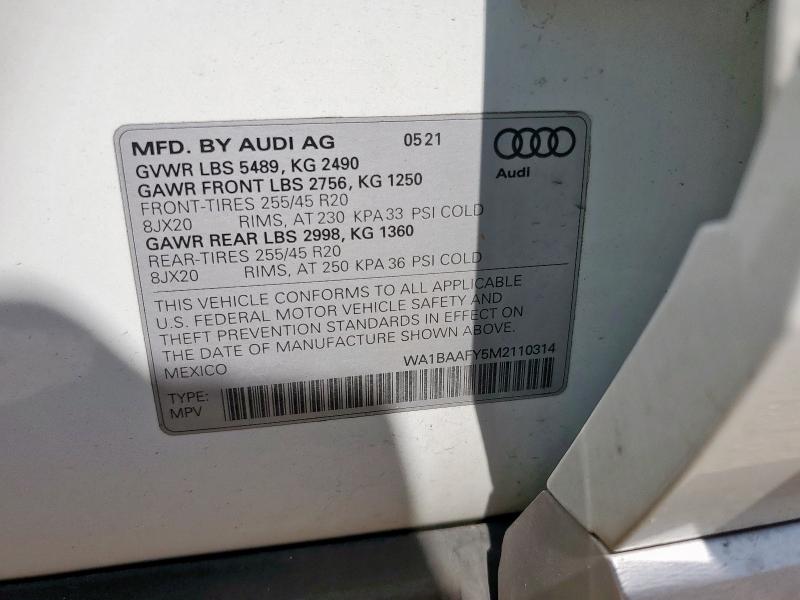 MFD. BY AUDI AG 05 21
GVWR LBS 5489, KG 2490
GAWR FRONT LBS 2756, KG 1250
FRONT-TIRES 255/45 R20
8JX20 RIMS, AT 230 KPA 33 PSI COLD
GAWR REAR LBS 2998, KG 1360
REAR-TIRES 255/45 R20
8JX20 RIMS, AT 250 KPA 36 PSI COLD
Audi
THIS VEHICLE CONFORMS TO ALL APPLICABLE
U.S. FEDERAL MOTOR VEHICLE SAFETY AND
THEFT PREVENTION STANDARDS IN EFFECT ON
THE DATE OF MANUFACTURE SHOWN ABOVE.
MEXICO WA1BAAFY5M2110314
TYPE:
MPV